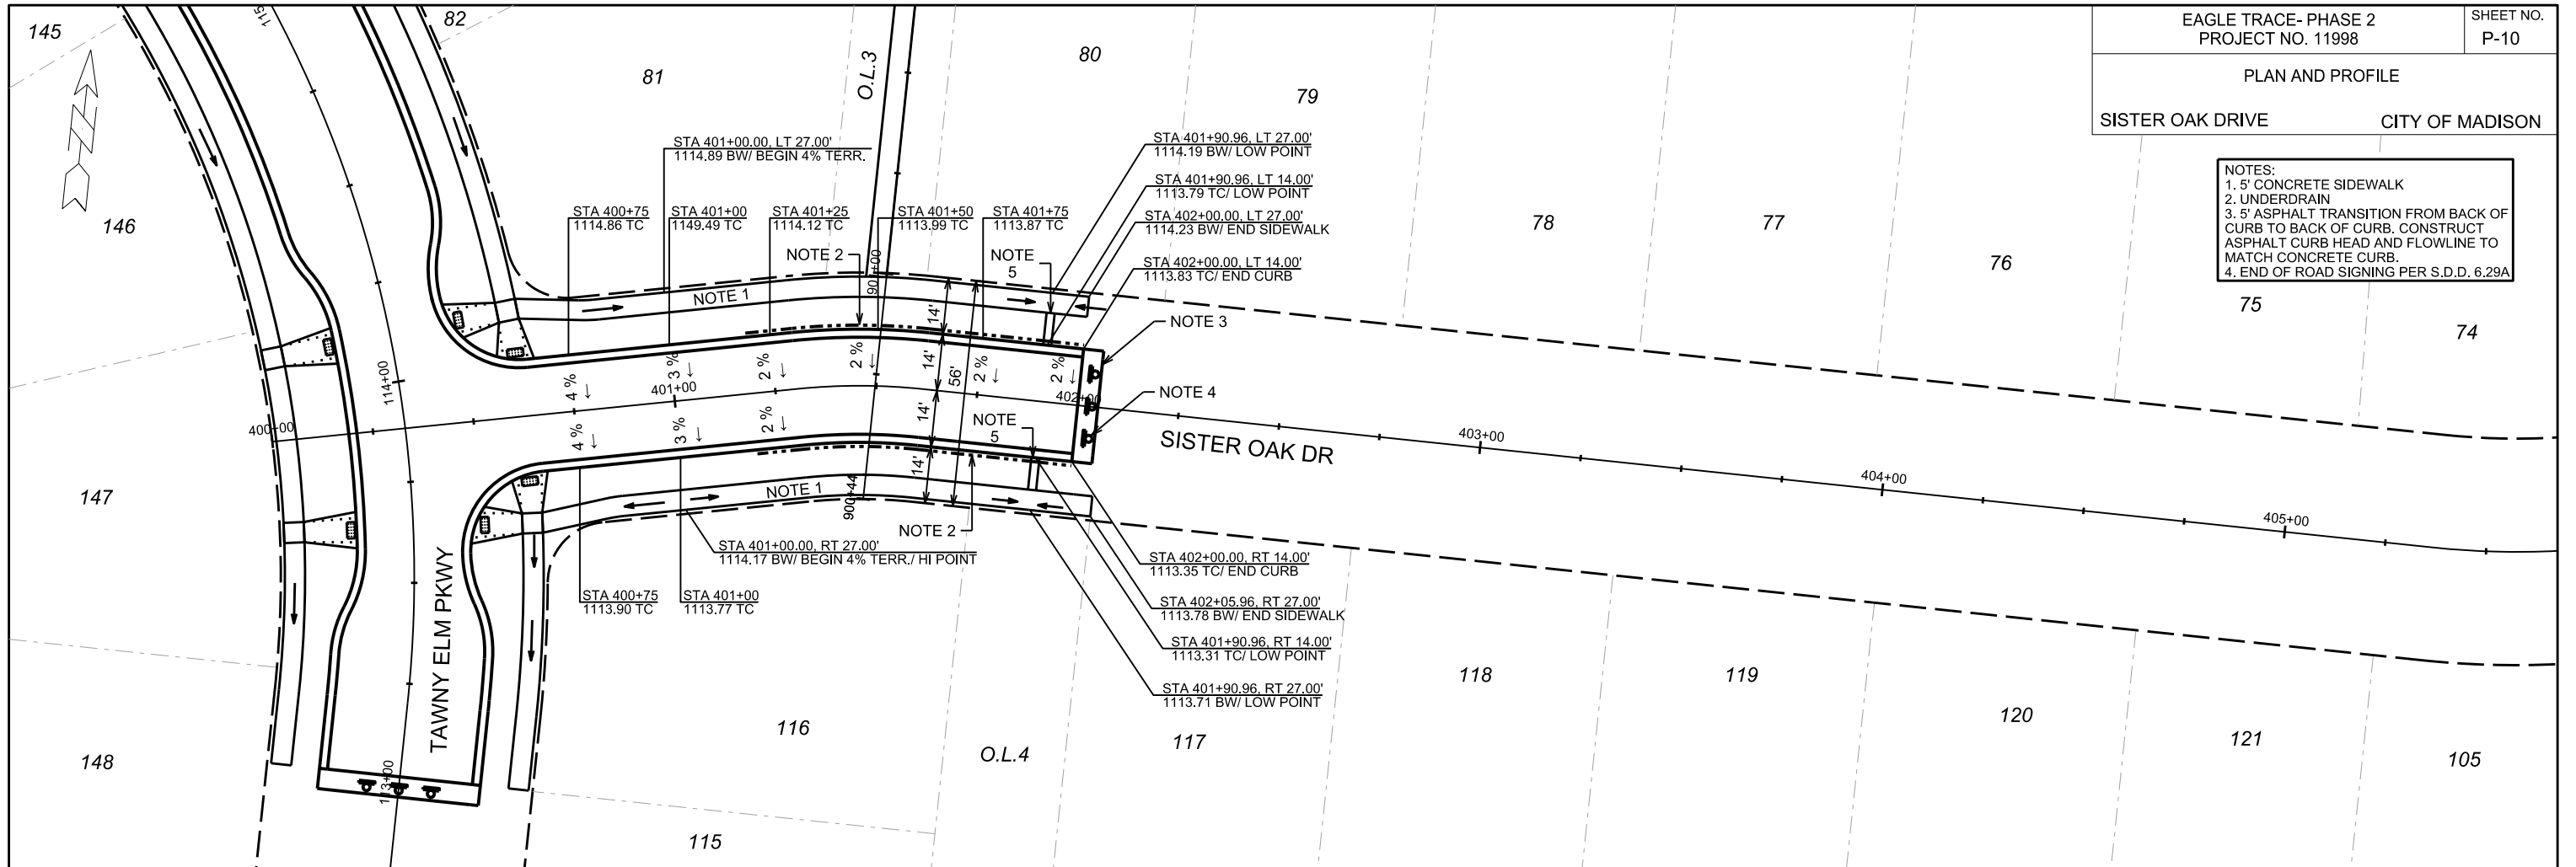 EAGLE TRACE- PHASE 2
PROJECT NO. 11998
SHEET NO.
P-10
PLAN AND PROFILE
SISTER OAK DRIVE
CITY OF MADISON
NOTES:
1. 5' CONCRETE SIDEWALK
2. UNDERDRAIN
3. 5' ASPHALT TRANSITION FROM BACK OF
CURB TO BACK OF CURB. CONSTRUCT
ASPHALT CURB HEAD AND FLOWLINE TO
MATCH CONCRETE CURB.
4. END OF ROAD SIGNING PER S.D.D. 6.29A
145
82
81
O.L.3
80
79
78
77
76
75
74
146
147
148
115
116
O.L.4
117
118
119
120
121
105
STA 401+00.00, LT 27.00'
1114.89 BW/ BEGIN 4% TERR.
STA 400+75
1114.86 TC
STA 401+00
1149.49 TC
STA 401+25
1114.12 TC
STA 401+50
1113.99 TC
STA 401+75
1113.87 TC
STA 401+90.96, LT 27.00'
1114.19 BW/ LOW POINT
STA 401+90.96, LT 14.00'
1113.79 TC/ LOW POINT
STA 402+00.00, LT 27.00'
1114.23 BW/ END SIDEWALK
STA 402+00.00, LT 14.00'
1113.83 TC/ END CURB
NOTE 2
NOTE
5
NOTE 1
NOTE 3
NOTE 4
14'
14'
56'
14'
14'
4 %
3 %
2 %
2 %
2 %
2 %
4 %
3 %
2 %
115
114+00
113+00
400+00
401+00
402+00
403+00
404+00
405+00
901+00
900+44
NOTE
5
NOTE 1
NOTE 2
SISTER OAK DR
TAWNY ELM PKWY
STA 401+00.00, RT 27.00'
1114.17 BW/ BEGIN 4% TERR./ HI POINT
STA 400+75
1113.90 TC
STA 401+00
1113.77 TC
STA 402+00.00, RT 14.00'
1113.35 TC/ END CURB
STA 402+05.96, RT 27.00'
1113.78 BW/ END SIDEWALK
STA 401+90.96, RT 14.00'
1113.31 TC/ LOW POINT
STA 401+90.96, RT 27.00'
1113.71 BW/ LOW POINT